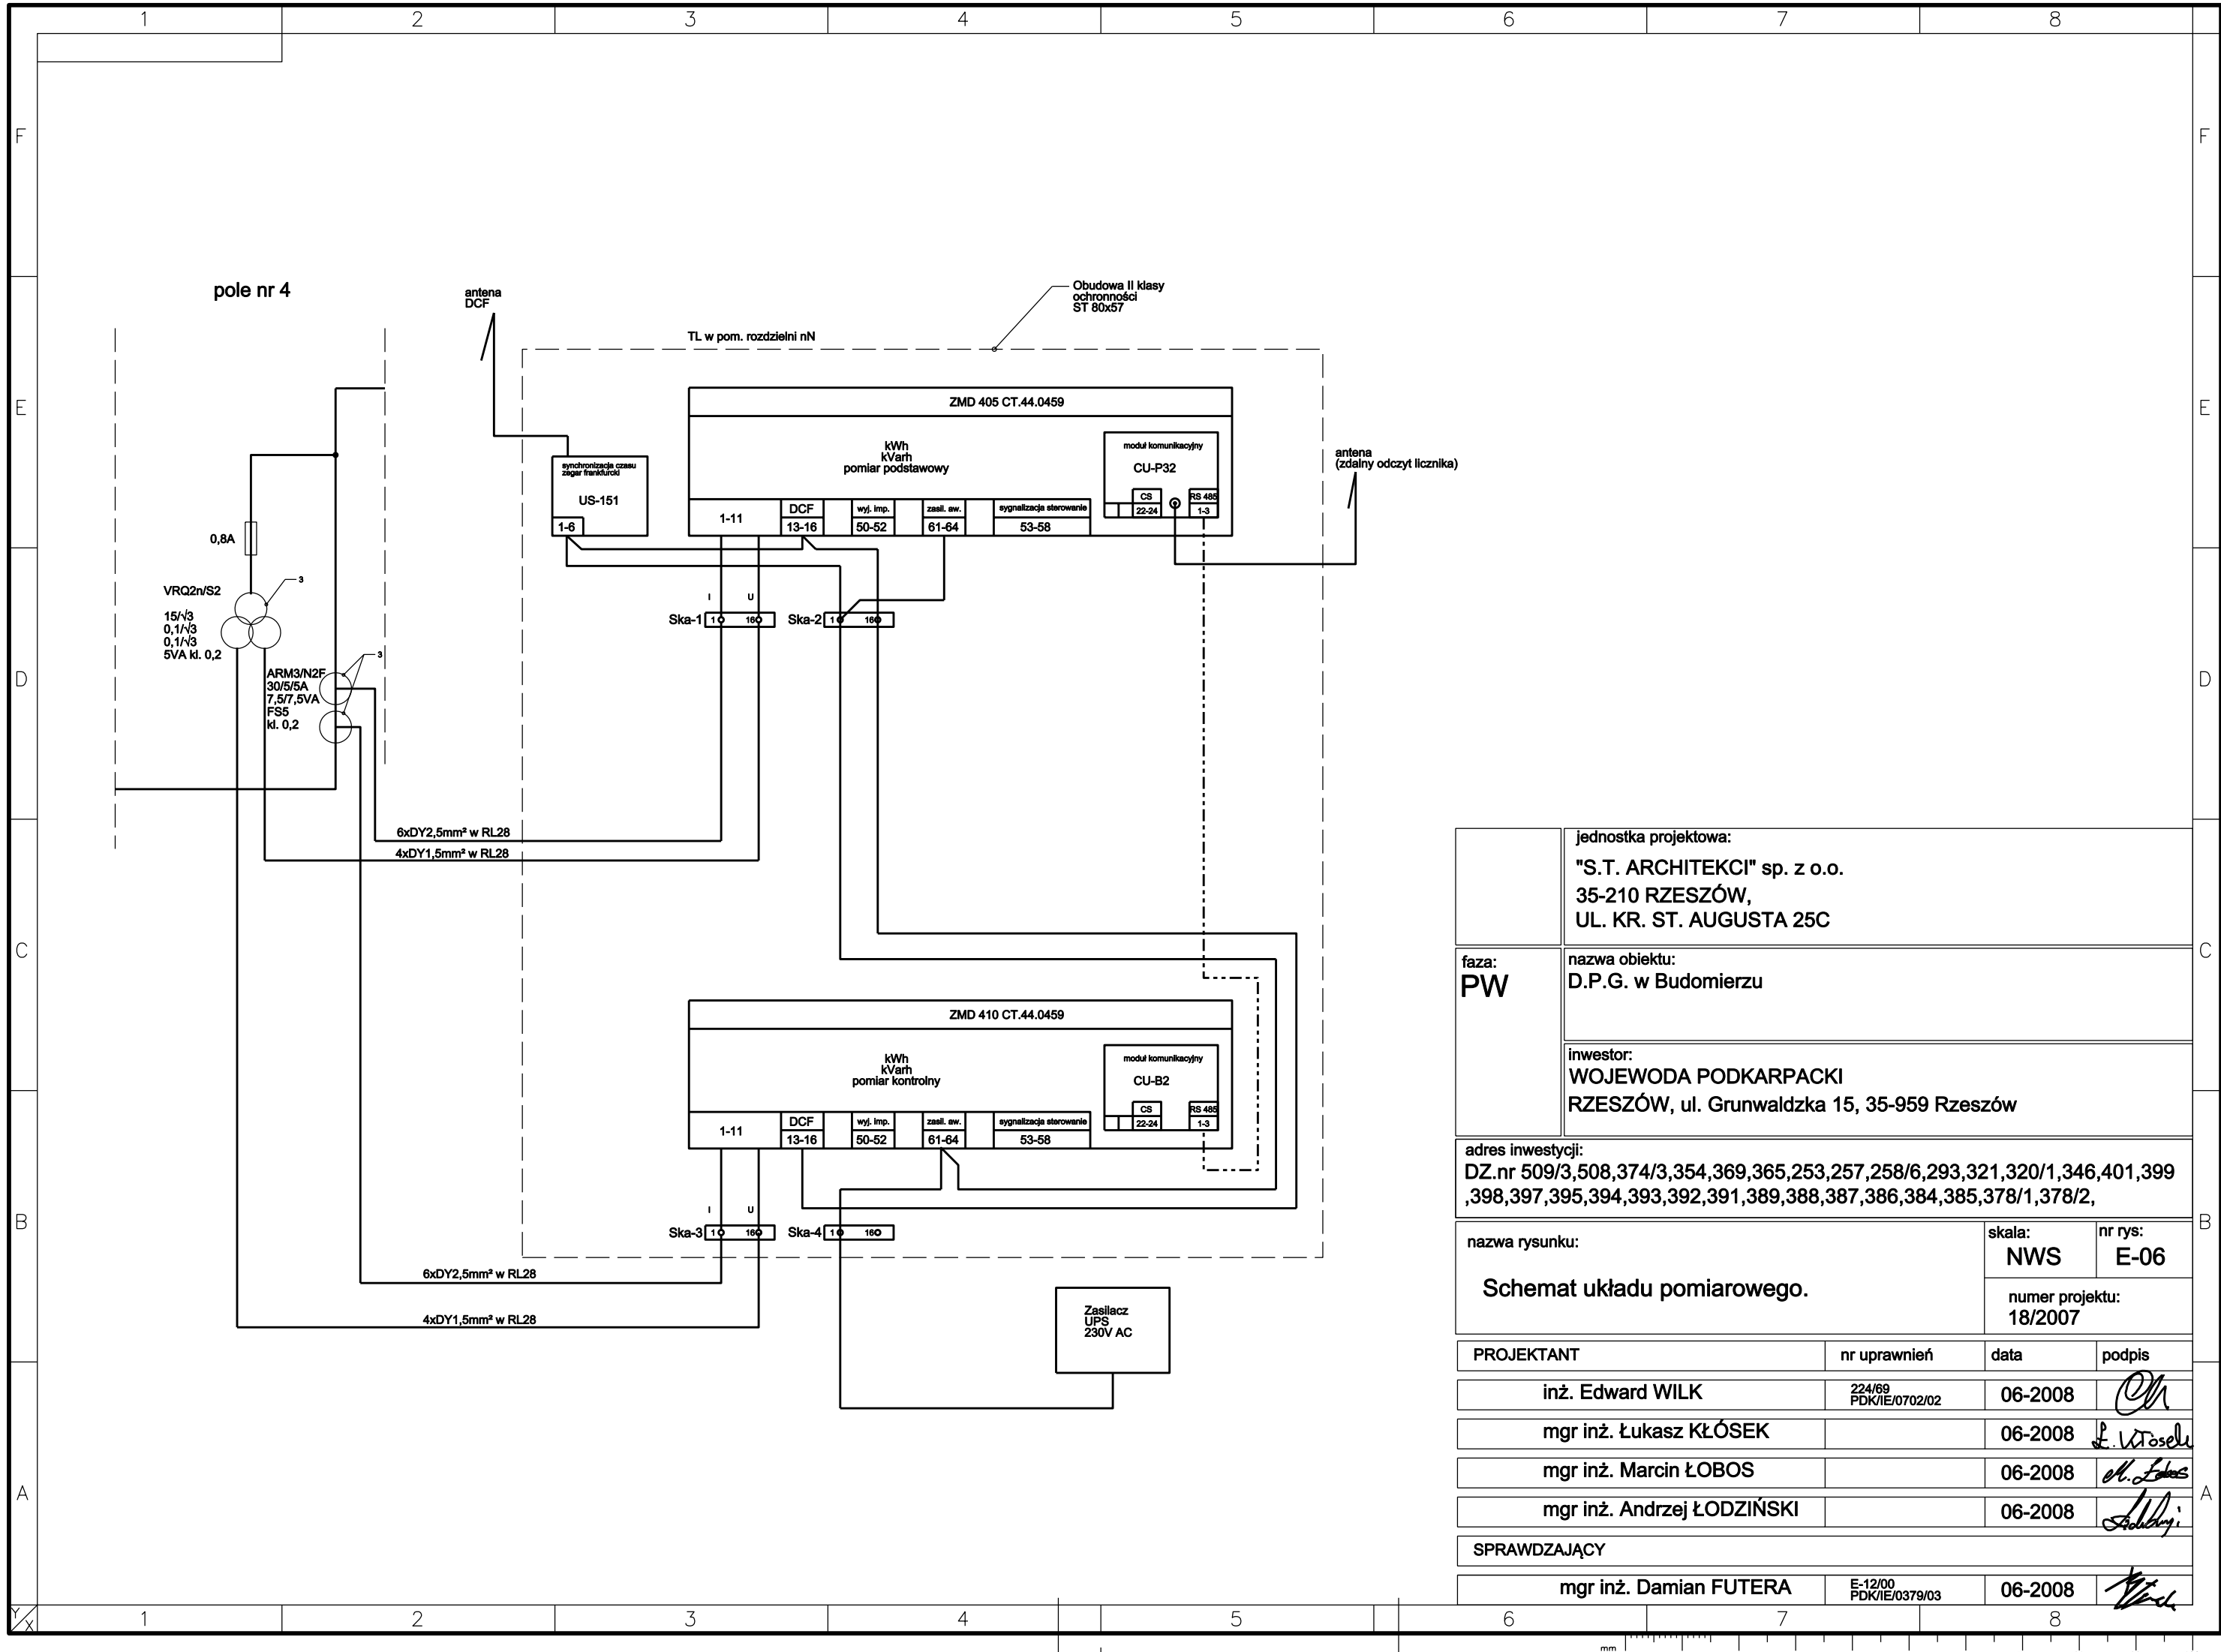 1 2 3 4 5 6 7 8
F F
E E
D D
C C
B B
A A
pole nr 4
antena
DCF
Obudowa II klasy
ochronności
ST 80x57
TL w pom. rozdzielni nN
ZMD 405 CT.44.0459
kWh
kVarh
pomiar podstawowy
moduł komunikacyjny
CU-P32
CS
22-24
RS 485
1-3
antena
(zdalny odczyt licznika)
synchronizacja czasu
zegar frankfurcki
US-151
1-6
1-11
DCF
13-16
wyj. imp.
50-52
zasil. aw.
61-64
sygnalizacja sterowanie
53-58
0,8A
VRQ2n/S2
3
15/√3
0,1/√3
0,1/√3
5VA kl. 0,2
I U
Ska-1 1 16
Ska-2 1 16
3
ARM3/N2F
30/5/5A
7,5/7,5VA
FS5
kl. 0,2
6xDY2,5mm² w RL28
4xDY1,5mm² w RL28
ZMD 410 CT.44.0459
kWh
kVarh
pomiar kontrolny
moduł komunikacyjny
CU-B2
CS
22-24
RS 485
1-3
1-11
DCF
13-16
wyj. imp.
50-52
zasil. aw.
61-64
sygnalizacja sterowanie
53-58
I U
Ska-3 1 16
Ska-4 1 16
6xDY2,5mm² w RL28
4xDY1,5mm² w RL28
Zasilacz
UPS
230V AC
jednostka projektowa:
"S.T. ARCHITEKCI" sp. z o.o.
35-210 RZESZÓW,
UL. KR. ST. AUGUSTA 25C
faza:
PW
nazwa obiektu:
D.P.G. w Budomierzu
inwestor:
WOJEWODA PODKARPACKI
RZESZÓW, ul. Grunwaldzka 15, 35-959 Rzeszów
adres inwestycji:
DZ.nr 509/3,508,374/3,354,369,365,253,257,258/6,293,321,320/1,346,401,399
,398,397,395,394,393,392,391,389,388,387,386,384,385,378/1,378/2,
nazwa rysunku:
Schemat układu pomiarowego.
skala:
NWS
nr rys:
E-06
numer projektu:
18/2007
PROJEKTANT nr uprawnień data podpis
inż. Edward WILK 224/69 PDK/IE/0702/02 06-2008
mgr inż. Łukasz KŁÓSEK 06-2008 Ł. Kłosek
mgr inż. Marcin ŁOBOS 06-2008 M. Łobos
mgr inż. Andrzej ŁODZIŃSKI 06-2008
SPRAWDZAJĄCY
mgr inż. Damian FUTERA E-12/00 PDK/IE/0379/03 06-2008
Y/X
1 2 3 4 5 6 7 8
mm